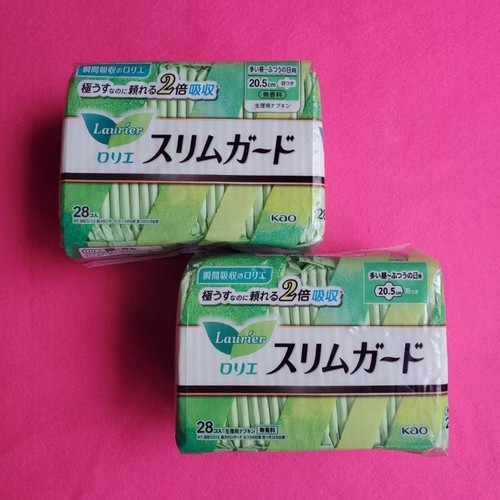 瞬間吸収のロリエ
極うすなのに頼れる2倍吸収
多い昼~ふつうの日用
20.5cm 羽つき
無香料
生理用ナプキン
Laurier
ロリエ
スリムガード
28コ入
Kao
瞬間吸収のロリエ
極うすなのに頼れる2倍吸収
多い昼~ふつうの日用
20.5cm 羽つき
Laurier
ロリエ
スリムガード
28コ入 生理用ナプキン 無香料
Kao